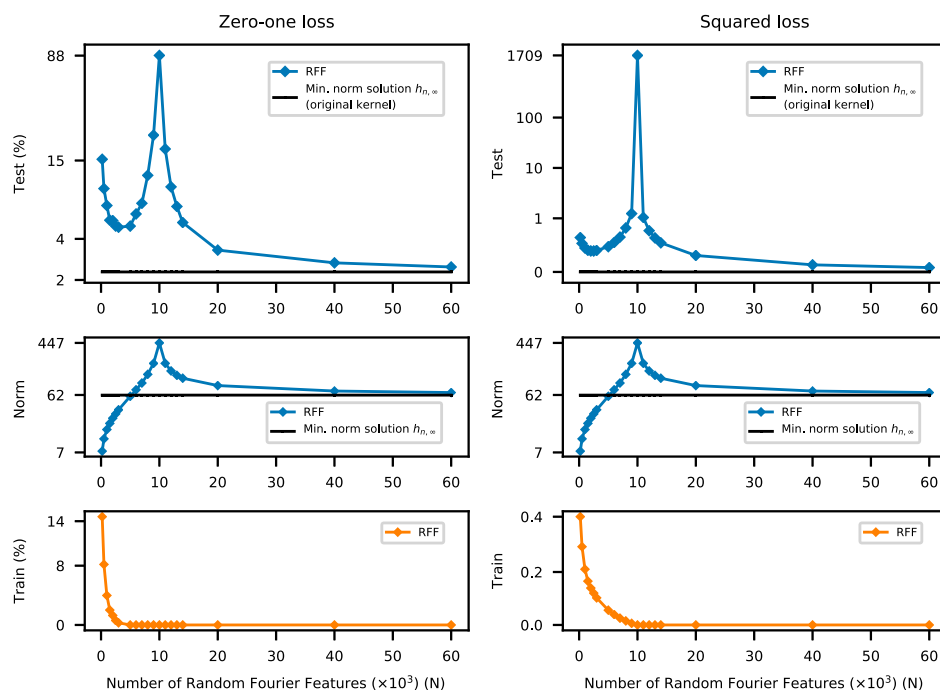 Zero-one loss
88
15
4
2
Test (%)
RFF
Min. norm solution hₙ,∞
(original kernel)
0 10 20 30 40 50 60
Squared loss
1709
100
10
1
0
Test
RFF
Min. norm solution hₙ,∞
(original kernel)
0 10 20 30 40 50 60
447
62
7
Norm
RFF
Min. norm solution hₙ,∞
0 10 20 30 40 50 60
447
62
7
Norm
RFF
Min. norm solution hₙ,∞
0 10 20 30 40 50 60
14
8
0
Train (%)
RFF
0 10 20 30 40 50 60
Number of Random Fourier Features (×10³) (N)
0.4
0.2
0.0
Train
RFF
0 10 20 30 40 50 60
Number of Random Fourier Features (×10³) (N)